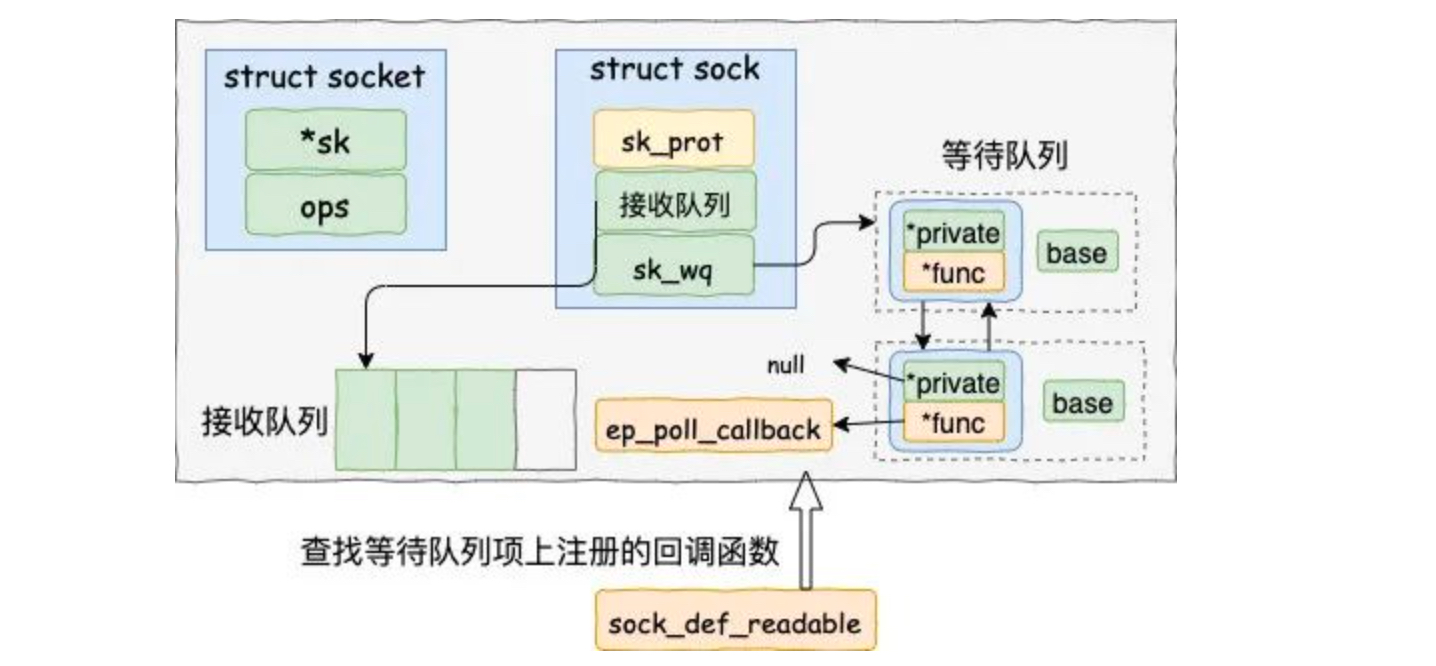 struct socket
*sk
ops
struct sock
sk_prot
接收队列
sk_wq
等待队列
*private
*func
base
*private
*func
base
null
ep_poll_callback
接收队列
查找等待队列项上注册的回调函数
sock_def_readable